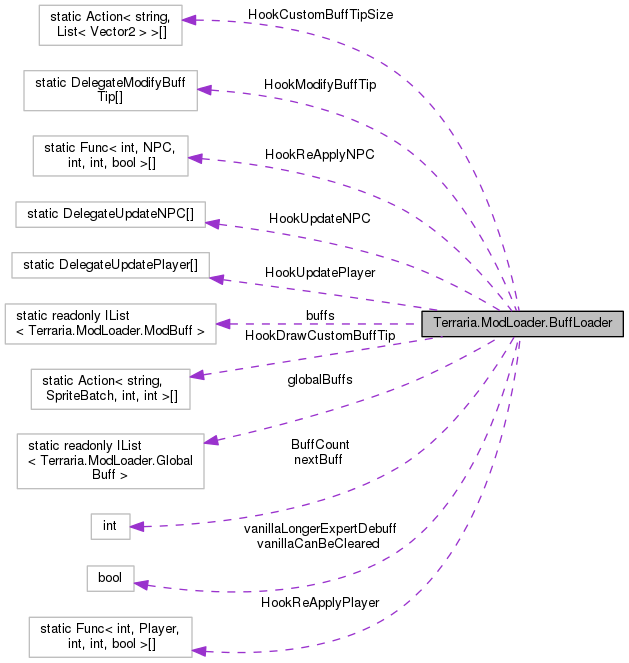 static Action< string,
List< Vector2 > >[]
HookCustomBuffTipSize
static DelegateModifyBuff
Tip[]
HookModifyBuffTip
static Func< int, NPC,
int, int, bool >[]
HookReApplyNPC
static DelegateUpdateNPC[]
HookUpdateNPC
static DelegateUpdatePlayer[]
HookUpdatePlayer
static readonly IList
< Terraria.ModLoader.ModBuff >
buffs
Terraria.ModLoader.BuffLoader
HookDrawCustomBuffTip
static Action< string,
SpriteBatch, int, int >[]
globalBuffs
static readonly IList
< Terraria.ModLoader.Global
Buff >
BuffCount
nextBuff
int
vanillaLongerExpertDebuff
vanillaCanBeCleared
bool
HookReApplyPlayer
static Func< int, Player,
int, int, bool >[]